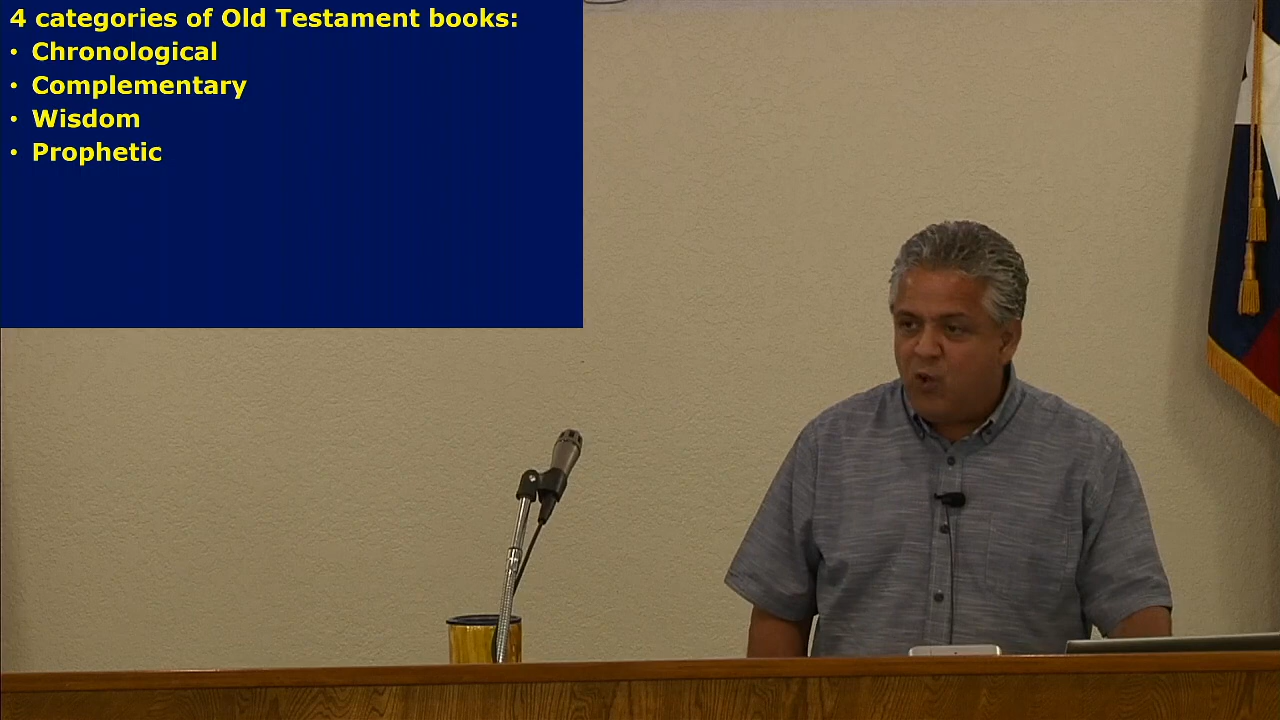 4 categories of Old Testament books:
• Chronological
• Complementary
• Wisdom
• Prophetic